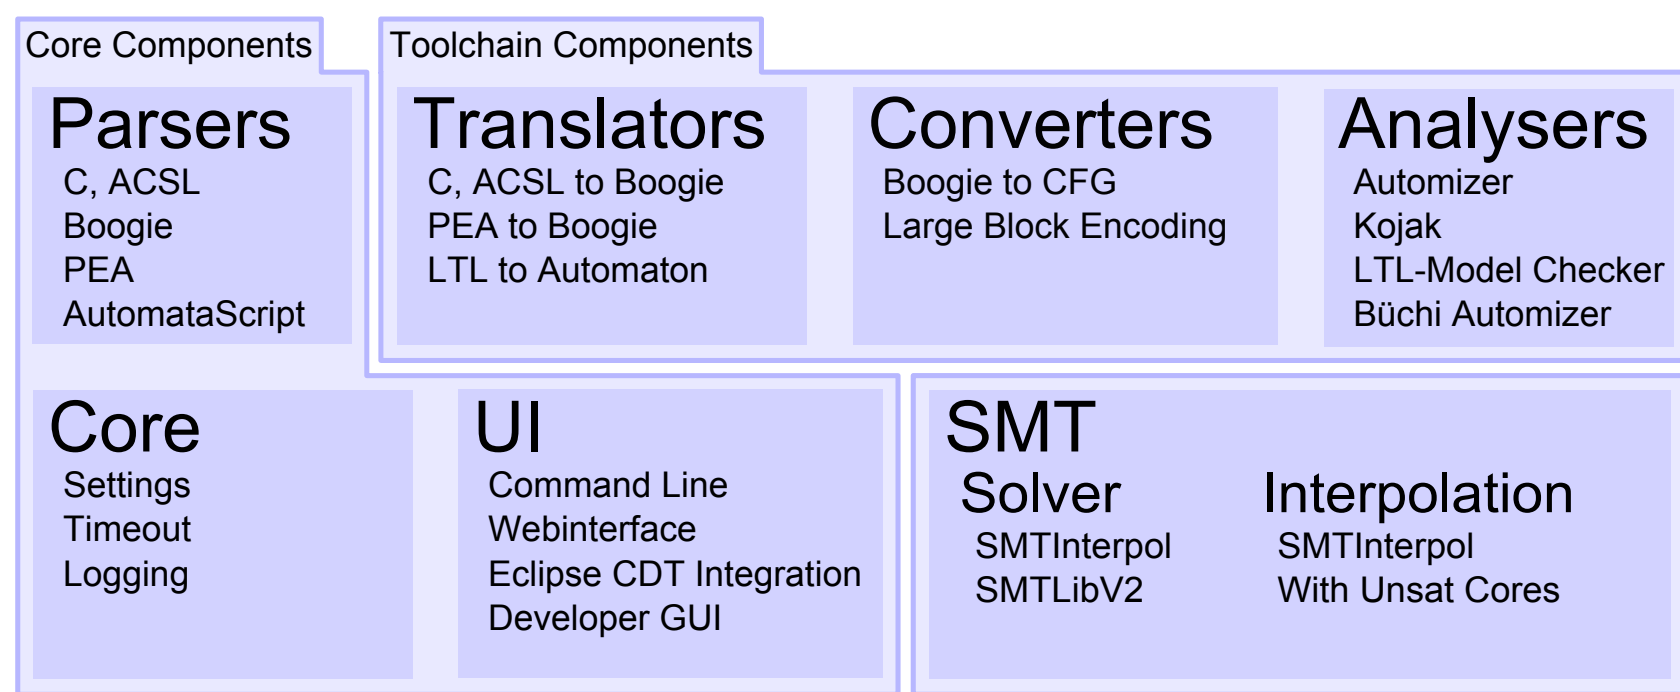 Core Components
Parsers
C, ACSL
Boogie
PEA
AutomataScript
Toolchain Components
Translators
C, ACSL to Boogie
PEA to Boogie
LTL to Automaton
Converters
Boogie to CFG
Large Block Encoding
Analysers
Automizer
Kojak
LTL-Model Checker
Büchi Automizer
Core
Settings
Timeout
Logging
UI
Command Line
Webinterface
Eclipse CDT Integration
Developer GUI
SMT
Solver
SMTInterpol
SMTLibV2
Interpolation
SMTInterpol
With Unsat Cores